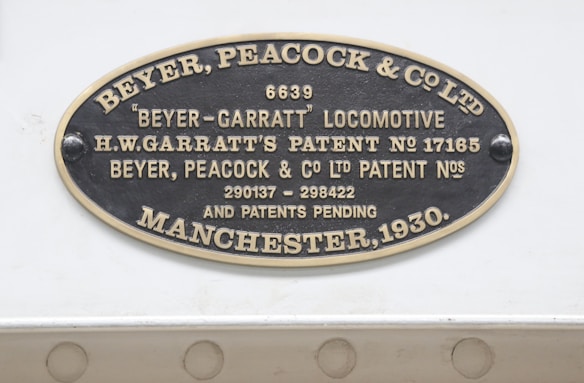 BEYER, PEACOCK & Co LTD
6639
"BEYER-GARRATT" LOCOMOTIVE
H.W.GARRATT'S PATENT No 17165
BEYER, PEACOCK & Co LTD PATENT Nos
290137 - 298422
AND PATENTS PENDING
MANCHESTER, 1930.